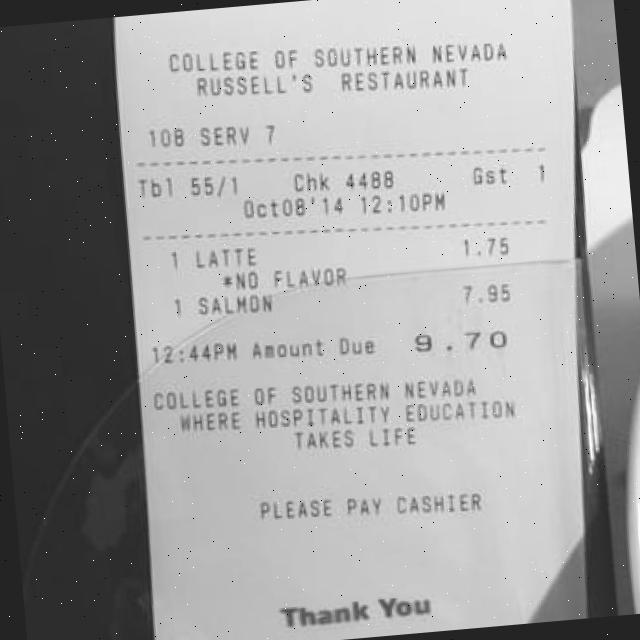 COLLEGE OF SOUTHERN NEVADA
RUSSELL'S RESTAURANT
108 SERV 7
Tbl 55/1 Chk 4488 Gst 1
Oct08'14 12:10PM
1 LATTE 1.75
*NO FLAVOR
1 SALMON 7.95
12:44PM Amount Due 9.70
COLLEGE OF SOUTHERN NEVADA
WHERE HOSPITALITY EDUCATION
TAKES LIFE
PLEASE PAY CASHIER
Thank You